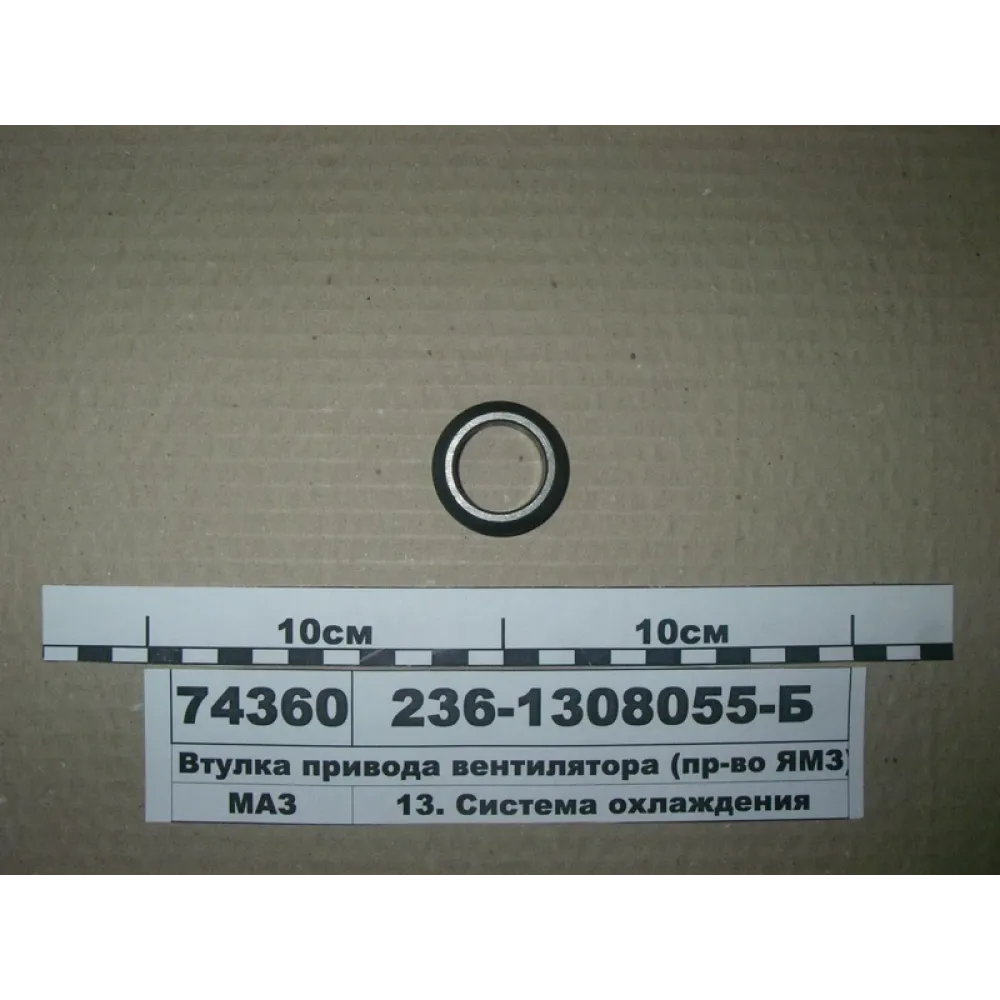 10см 10см
74360 236-1308055-Б
Втулка привода вентилятора (пр-во ЯМЗ)
МАЗ 13. Система охлаждения